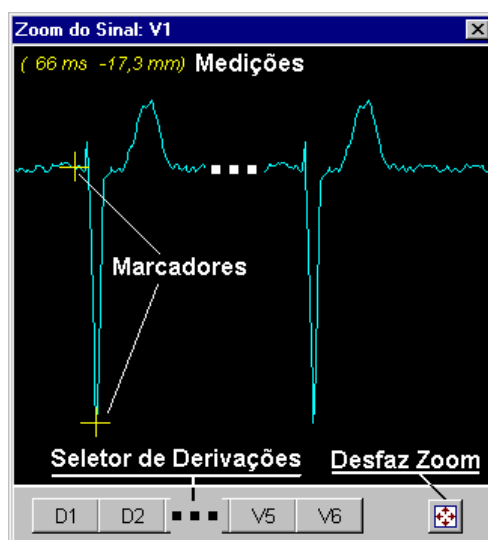 Zoom do Sinal: V1
( 66 ms -17,3 mm) Medições
Marcadores
Seletor de Derivações Desfaz Zoom
D1 D2 ... V5 V6